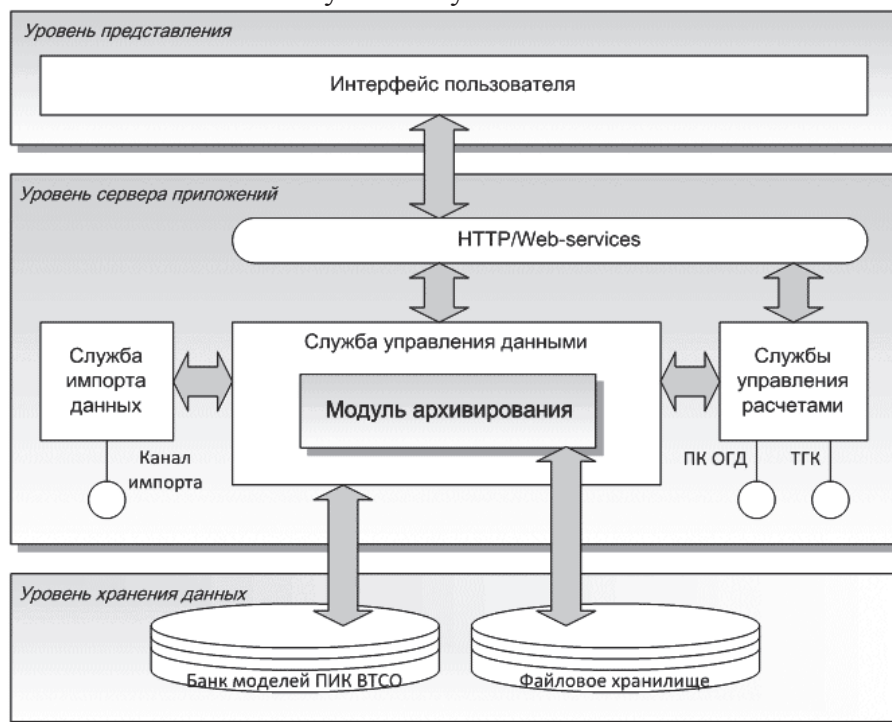 Уровень представления
Интерфейс пользователя
Уровень сервера приложений
HTTP/Web-services
Служба
импорта
данных
Служба управления данными
Модуль архивирования
Службы
управления
расчетами
Канал
импорта
ПК ОГД
ТГК
Уровень хранения данных
Банк моделей ПИК ВТСО
Файловое хранилище